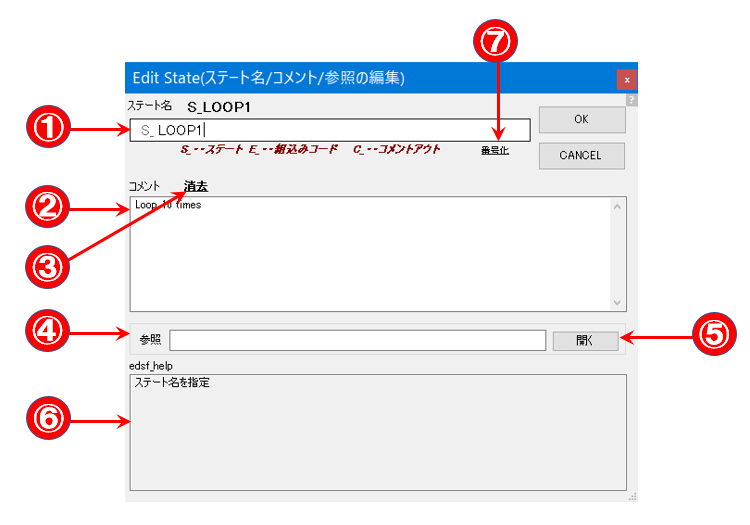 ⑦
Edit State(ステート名/コメント/参照の編集)
x
ステート名 S_LOOP1
?
① S_ LOOP1
OK
S_--ステート E_--組込みコード C_--コメントアウト 番号化
CANCEL
コメント 消去
② Loop 10 times
③
④ 参照 開く ⑤
edsf_help
ステート名を指定
⑥